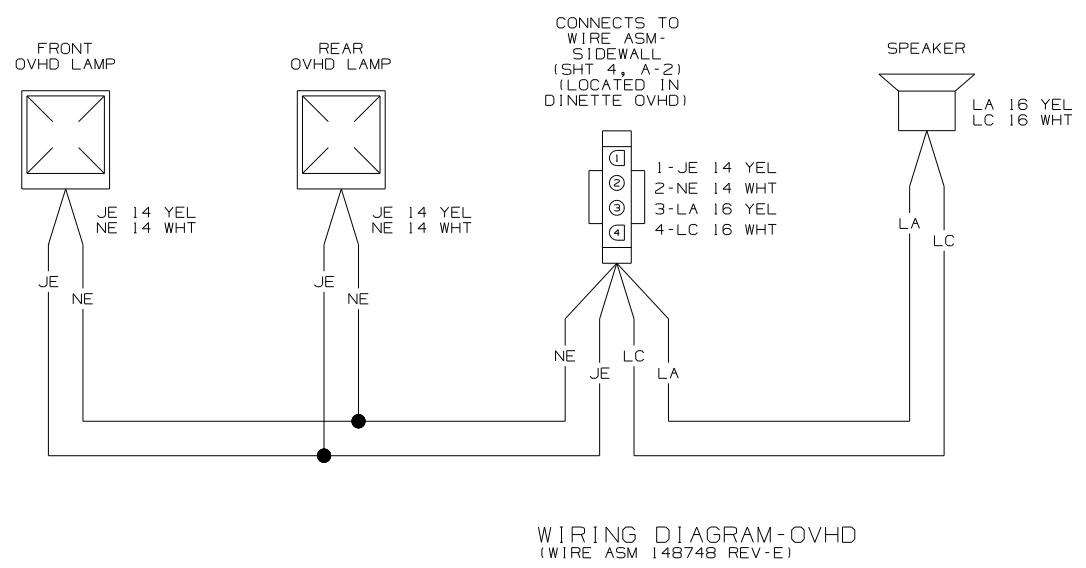 FRONT
OVHD LAMP
REAR
OVHD LAMP
CONNECTS TO
WIRE ASM-
SIDEWALL
(SHT 4, A-2)
(LOCATED IN
DINETTE OVHD)
SPEAKER
LA 16 YEL
LC 16 WHT
1
2
3
4
1-JE 14 YEL
2-NE 14 WHT
3-LA 16 YEL
4-LC 16 WHT
JE 14 YEL
NE 14 WHT
JE 14 YEL
NE 14 WHT
LA
LC
JE
NE
JE
NE
NE
JE
LC
LA
WIRING DIAGRAM-OVHD
(WIRE ASM 148748 REV-E)